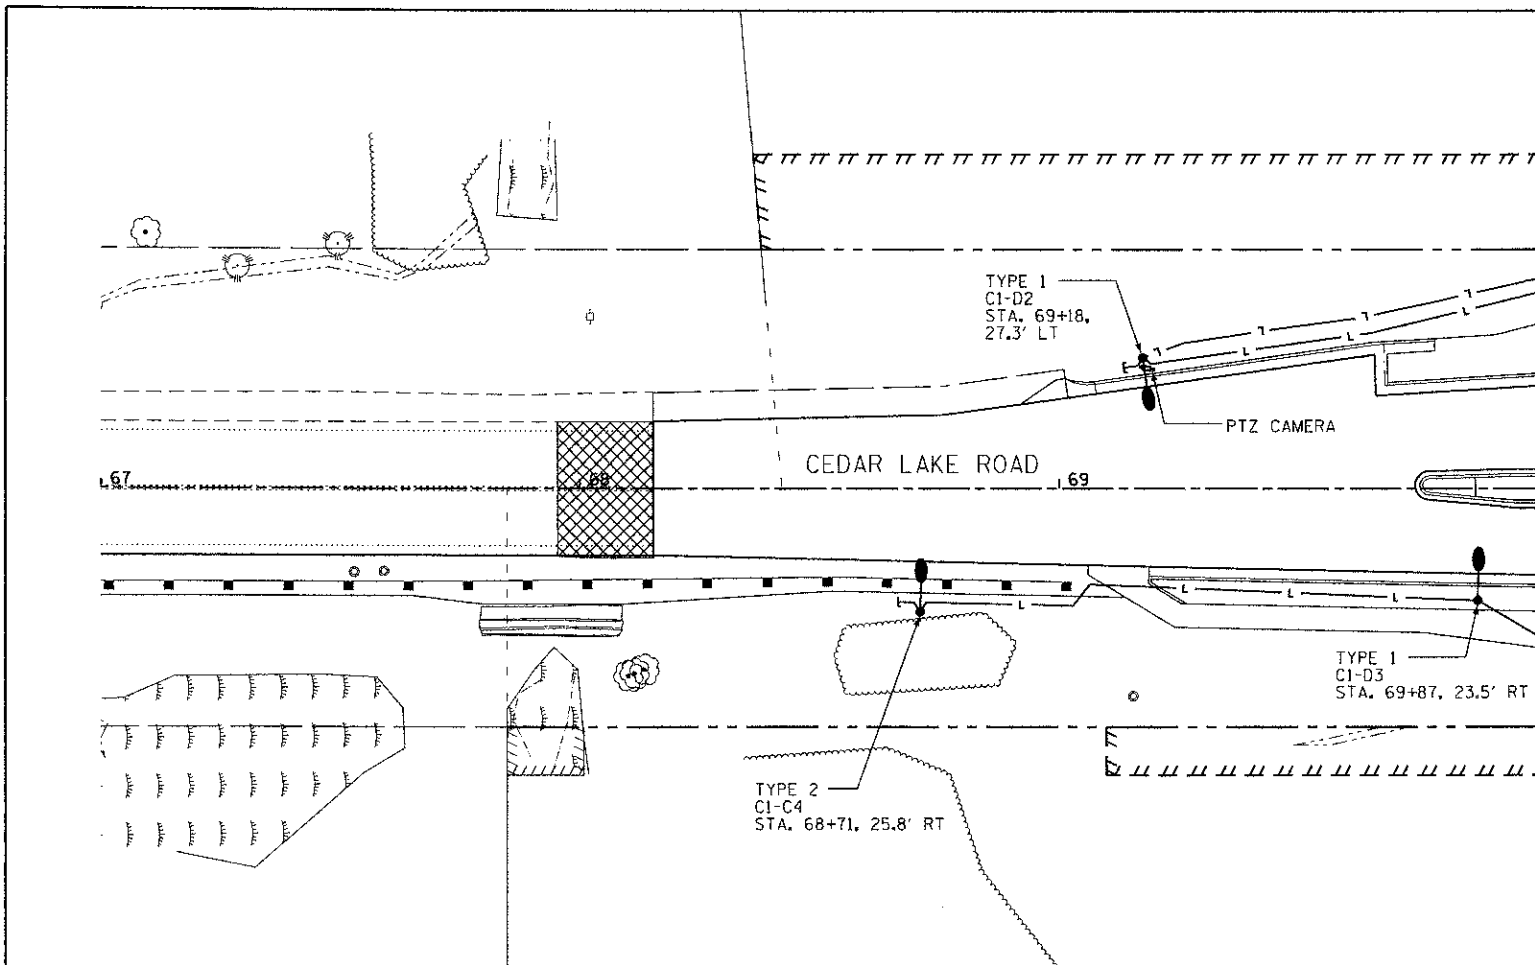 TYPE 1
C1-D2
STA. 69+18,
27.3' LT
PTZ CAMERA
CEDAR LAKE ROAD
67
68
69
L
L
L
L
L
L
L
L
L
L
L
L
TYPE 1
C1-D3
STA. 69+87, 23.5' RT
TYPE 2
C1-C4
STA. 68+71, 25.8' RT